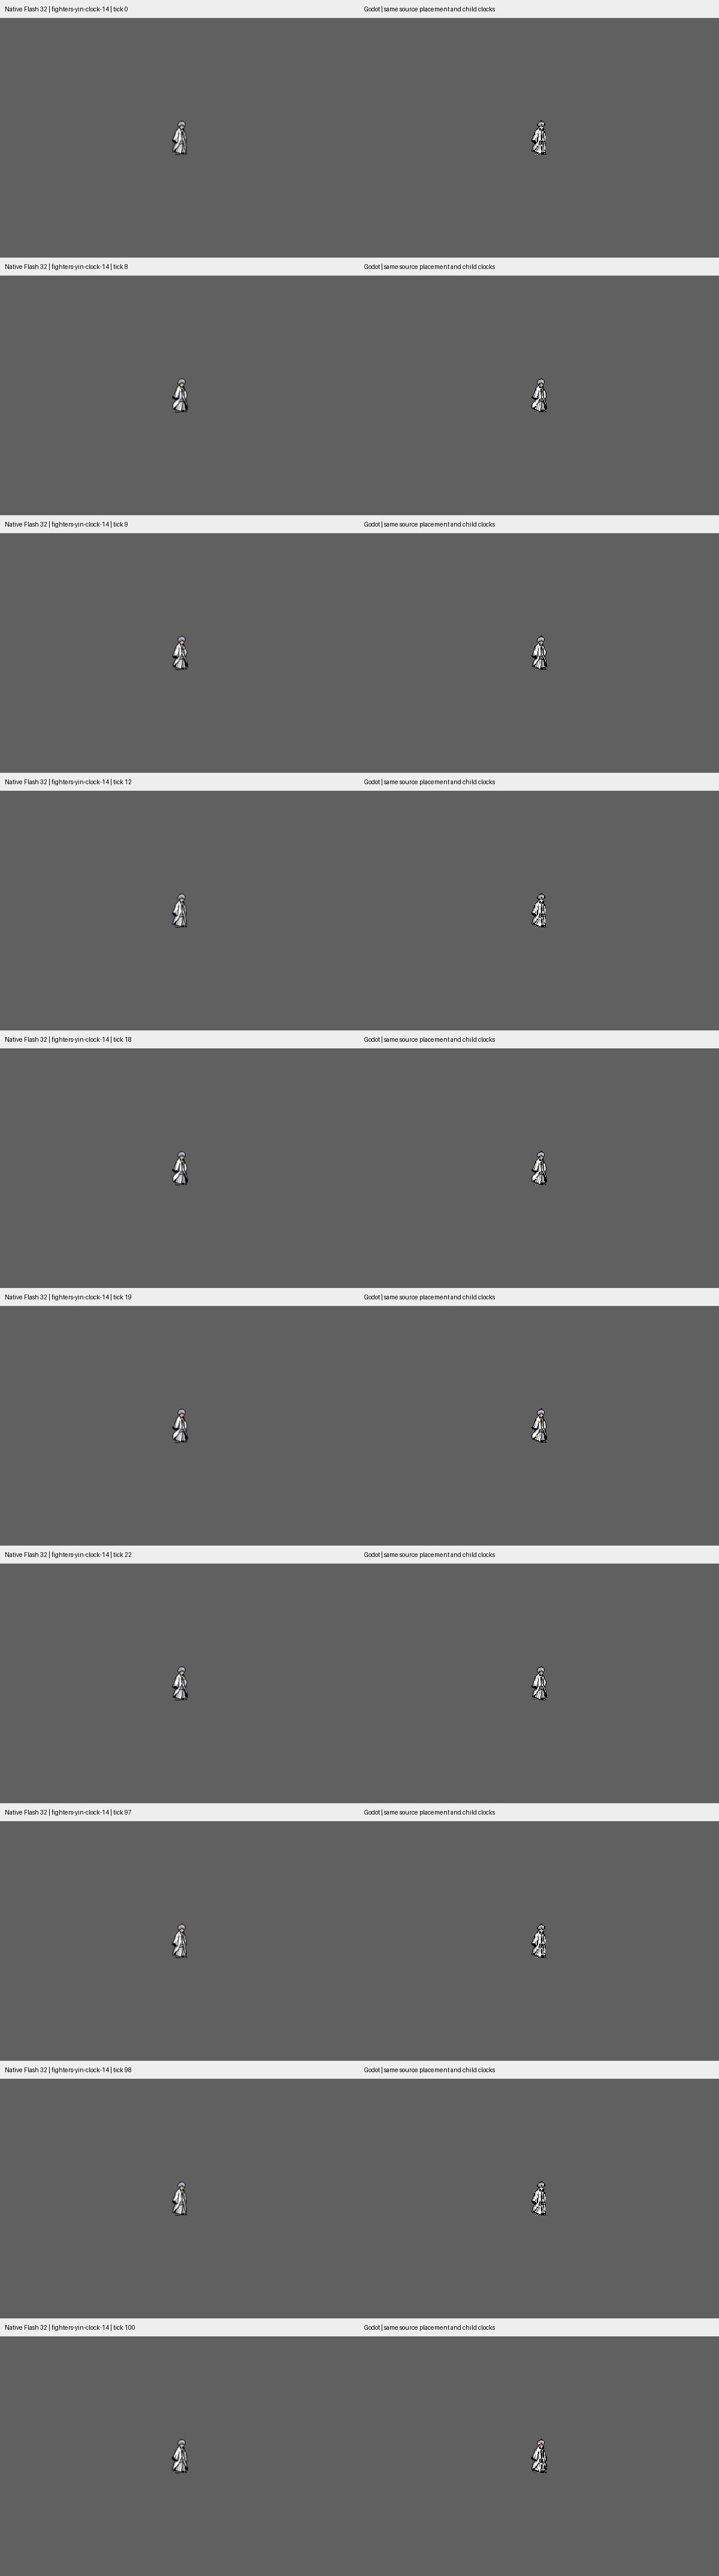 Native Flash 32 | fighters-yin-clock-14 | tick 0 Godot | same source placement and child clocks
Native Flash 32 | fighters-yin-clock-14 | tick 8 Godot | same source placement and child clocks
Native Flash 32 | fighters-yin-clock-14 | tick 9 Godot | same source placement and child clocks
Native Flash 32 | fighters-yin-clock-14 | tick 12 Godot | same source placement and child clocks
Native Flash 32 | fighters-yin-clock-14 | tick 18 Godot | same source placement and child clocks
Native Flash 32 | fighters-yin-clock-14 | tick 19 Godot | same source placement and child clocks
Native Flash 32 | fighters-yin-clock-14 | tick 22 Godot | same source placement and child clocks
Native Flash 32 | fighters-yin-clock-14 | tick 97 Godot | same source placement and child clocks
Native Flash 32 | fighters-yin-clock-14 | tick 98 Godot | same source placement and child clocks
Native Flash 32 | fighters-yin-clock-14 | tick 100 Godot | same source placement and child clocks